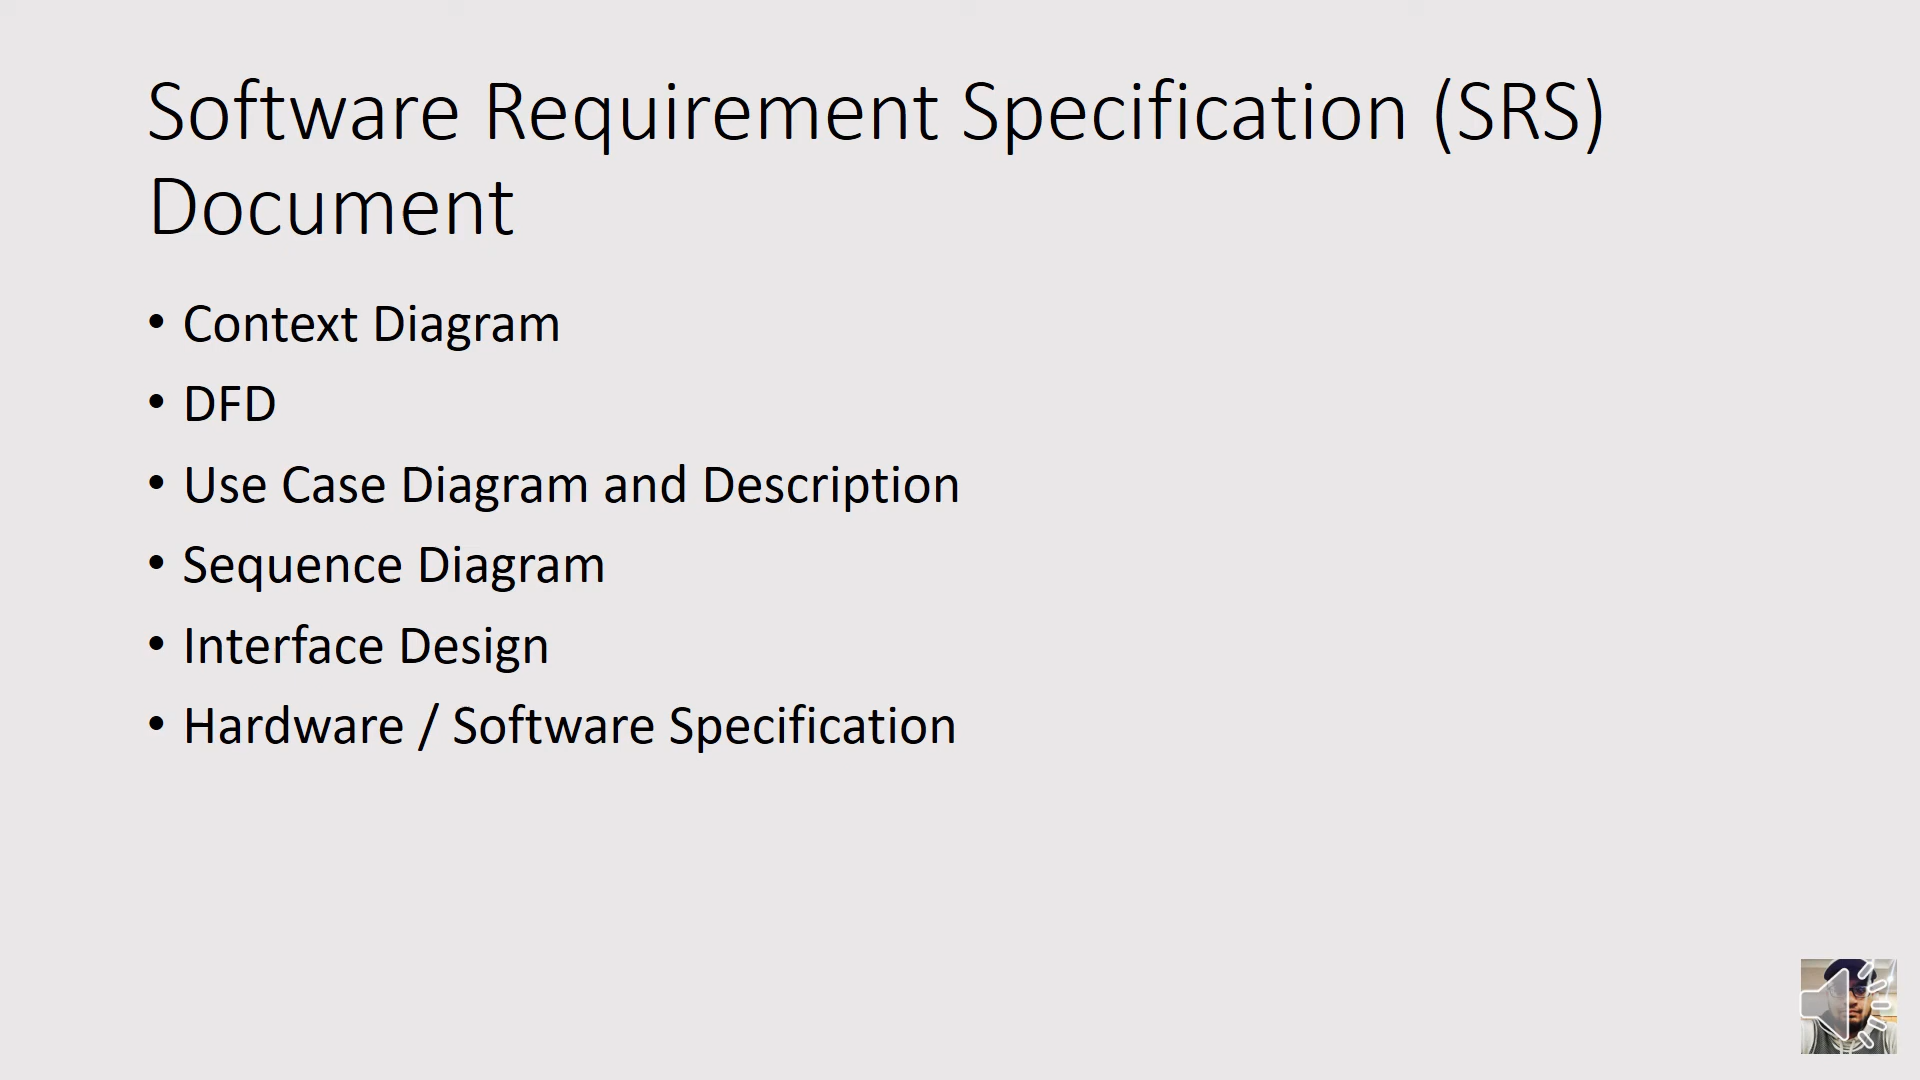 Software Requirement Specification (SRS)
Document
• Context Diagram
• DFD
• Use Case Diagram and Description
• Sequence Diagram
• Interface Design
• Hardware / Software Specification